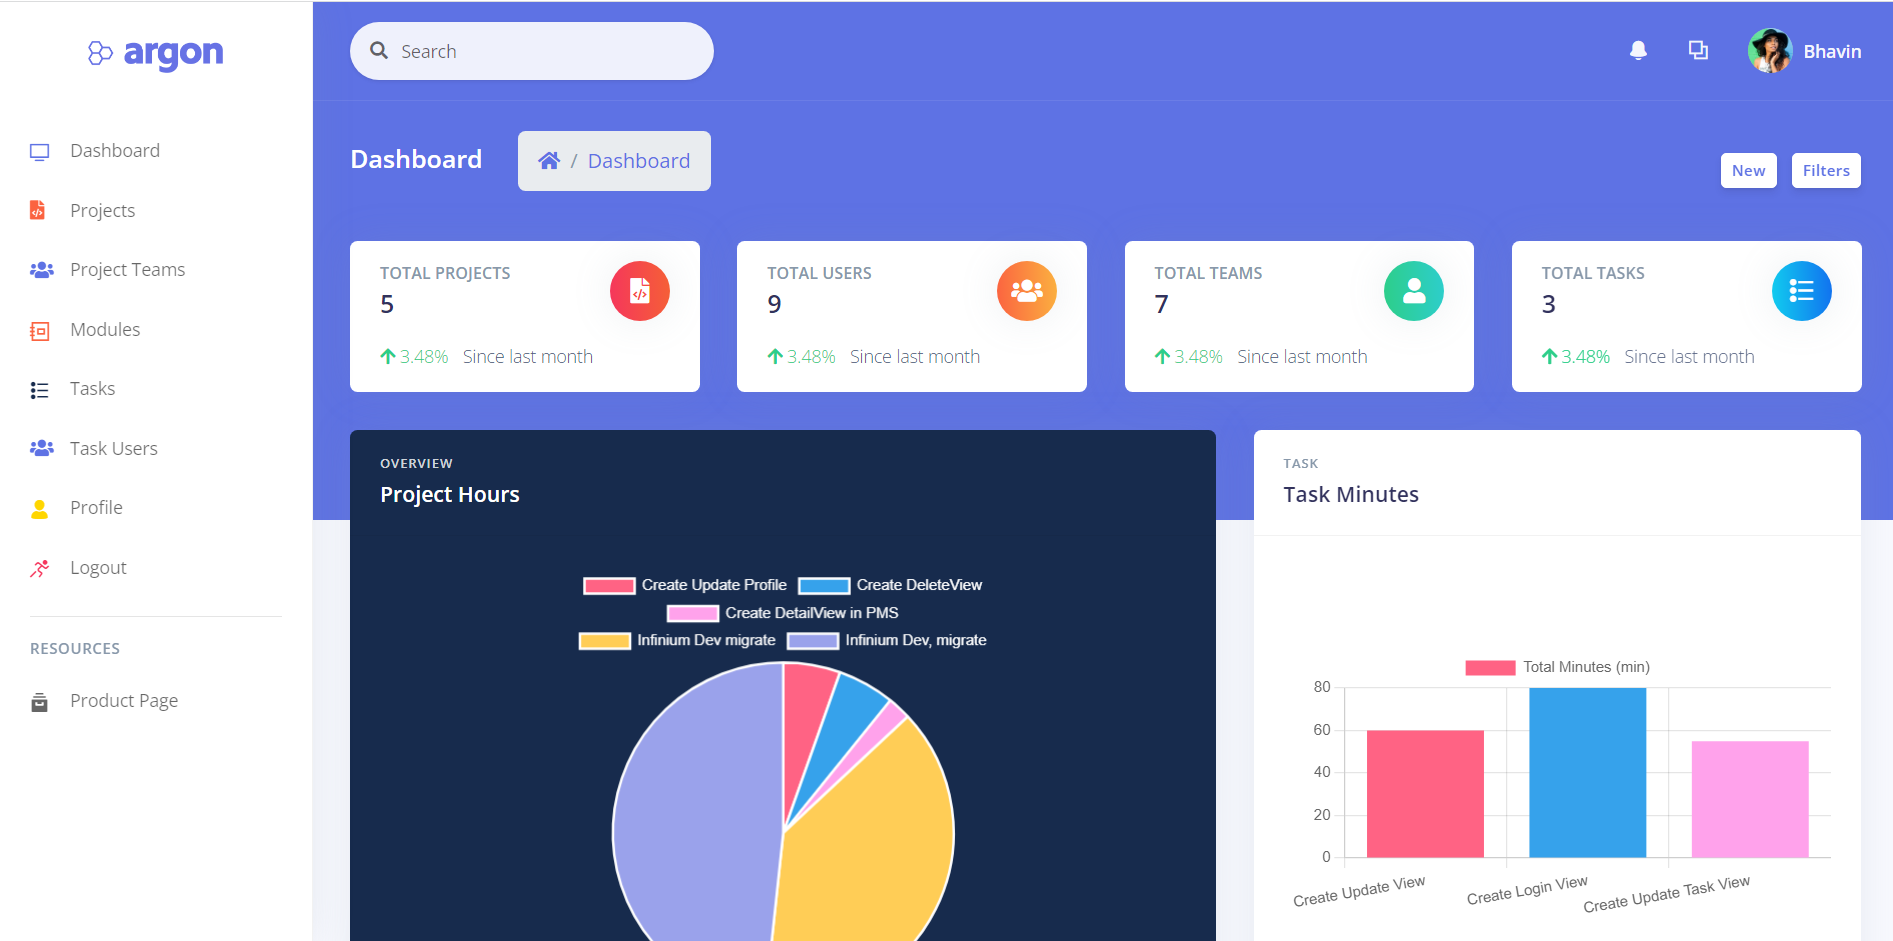 argon
Search
Bhavin
Dashboard
Projects
Project Teams
Modules
Tasks
Task Users
Profile
Logout
RESOURCES
Product Page
Dashboard
/ Dashboard
New
Filters
TOTAL PROJECTS
5
3.48% Since last month
TOTAL USERS
9
3.48% Since last month
TOTAL TEAMS
7
3.48% Since last month
TOTAL TASKS
3
3.48% Since last month
OVERVIEW
Project Hours
Create Update Profile Create DeleteView
Create DetailView in PMS
Infinium Dev migrate Infinium Dev, migrate
TASK
Task Minutes
Total Minutes (min)
80
60
40
20
0
Create Update View
Create Login View
Create Update Task View